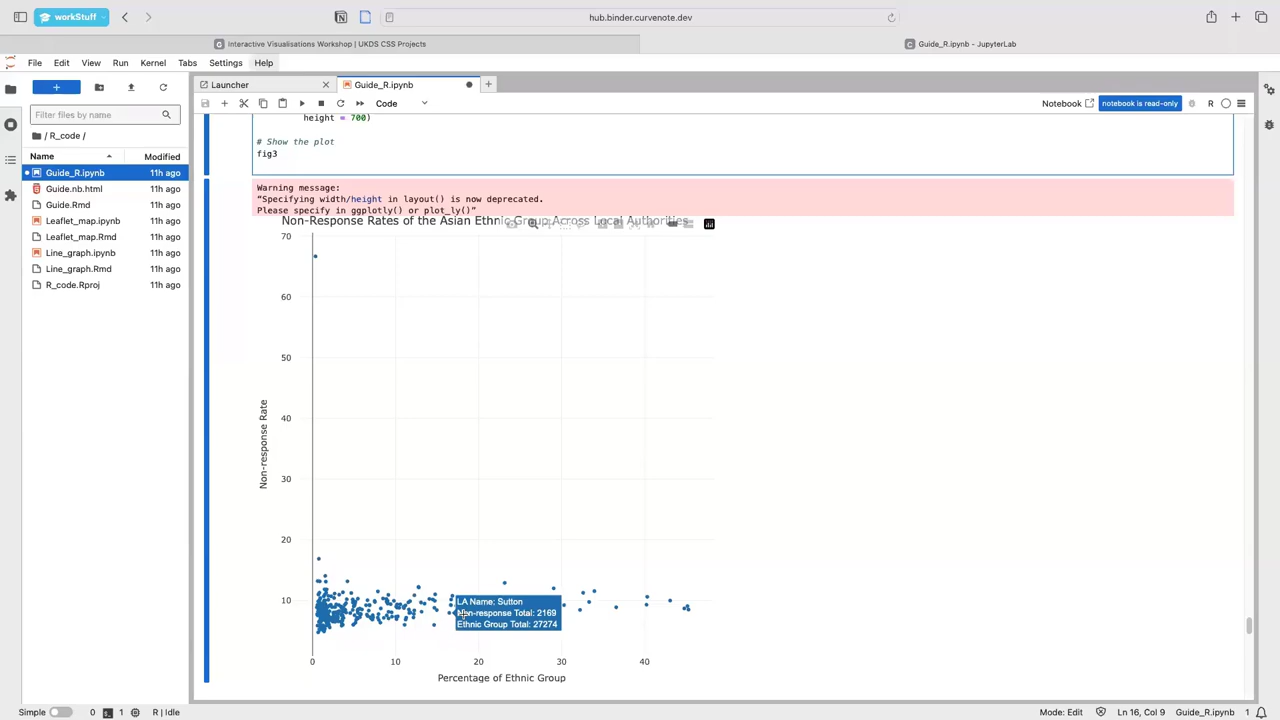 workStuff
hub.binder.curvenote.dev
Interactive Visualisations Workshop | UKDS CSS Projects
Guide_R.ipynb - JupyterLab
File Edit View Run Kernel Tabs Settings Help
Launcher
Guide_R.ipynb
Filter files by name
Code
Notebook
notebook is read-only
R
/ R_code /
Name Modified
Guide_R.ipynb 11h ago
Guide.nb.html 11h ago
Guide.Rmd 11h ago
Leaflet_map.ipynb 11h ago
Leaflet_map.Rmd 11h ago
Line_graph.ipynb 11h ago
Line_graph.Rmd 11h ago
R_code.Rproj 11h ago
height = 700)
# Show the plot
fig3
Warning message:
“Specifying width/height in layout() is now deprecated.
Please specify in ggplotly() or plot_ly()”
Non-Response Rates of the Asian Ethnic Group Across Local Authorities
70
60
50
40
30
20
10
Non-response Rate
LA Name: Sutton
Non-response Total: 2169
Ethnic Group Total: 27274
0 10 20 30 40
Percentage of Ethnic Group
Simple 0 1 R | Idle
Mode: Edit Ln 16, Col 9 Guide_R.ipynb 1